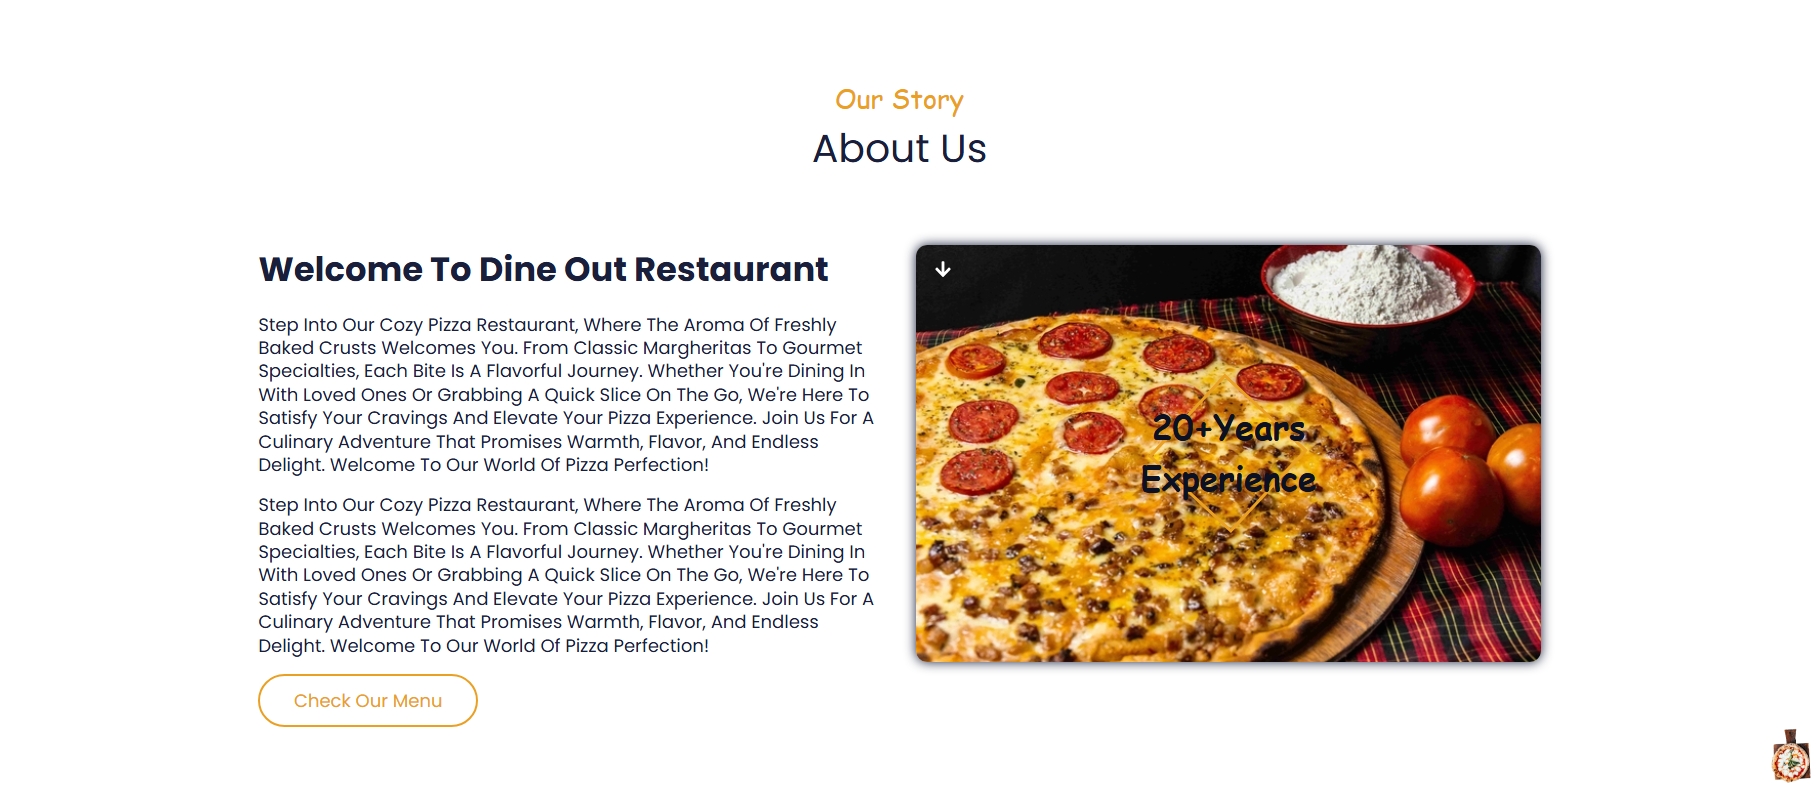 Our Story
About Us
Welcome To Dine Out Restaurant
Step Into Our Cozy Pizza Restaurant, Where The Aroma Of Freshly
Baked Crusts Welcomes You. From Classic Margheritas To Gourmet
Specialties, Each Bite Is A Flavorful Journey. Whether You're Dining In
With Loved Ones Or Grabbing A Quick Slice On The Go, We're Here To
Satisfy Your Cravings And Elevate Your Pizza Experience. Join Us For A
Culinary Adventure That Promises Warmth, Flavor, And Endless
Delight. Welcome To Our World Of Pizza Perfection!
Step Into Our Cozy Pizza Restaurant, Where The Aroma Of Freshly
Baked Crusts Welcomes You. From Classic Margheritas To Gourmet
Specialties, Each Bite Is A Flavorful Journey. Whether You're Dining In
With Loved Ones Or Grabbing A Quick Slice On The Go, We're Here To
Satisfy Your Cravings And Elevate Your Pizza Experience. Join Us For A
Culinary Adventure That Promises Warmth, Flavor, And Endless
Delight. Welcome To Our World Of Pizza Perfection!
Check Our Menu
20+Years
Experience